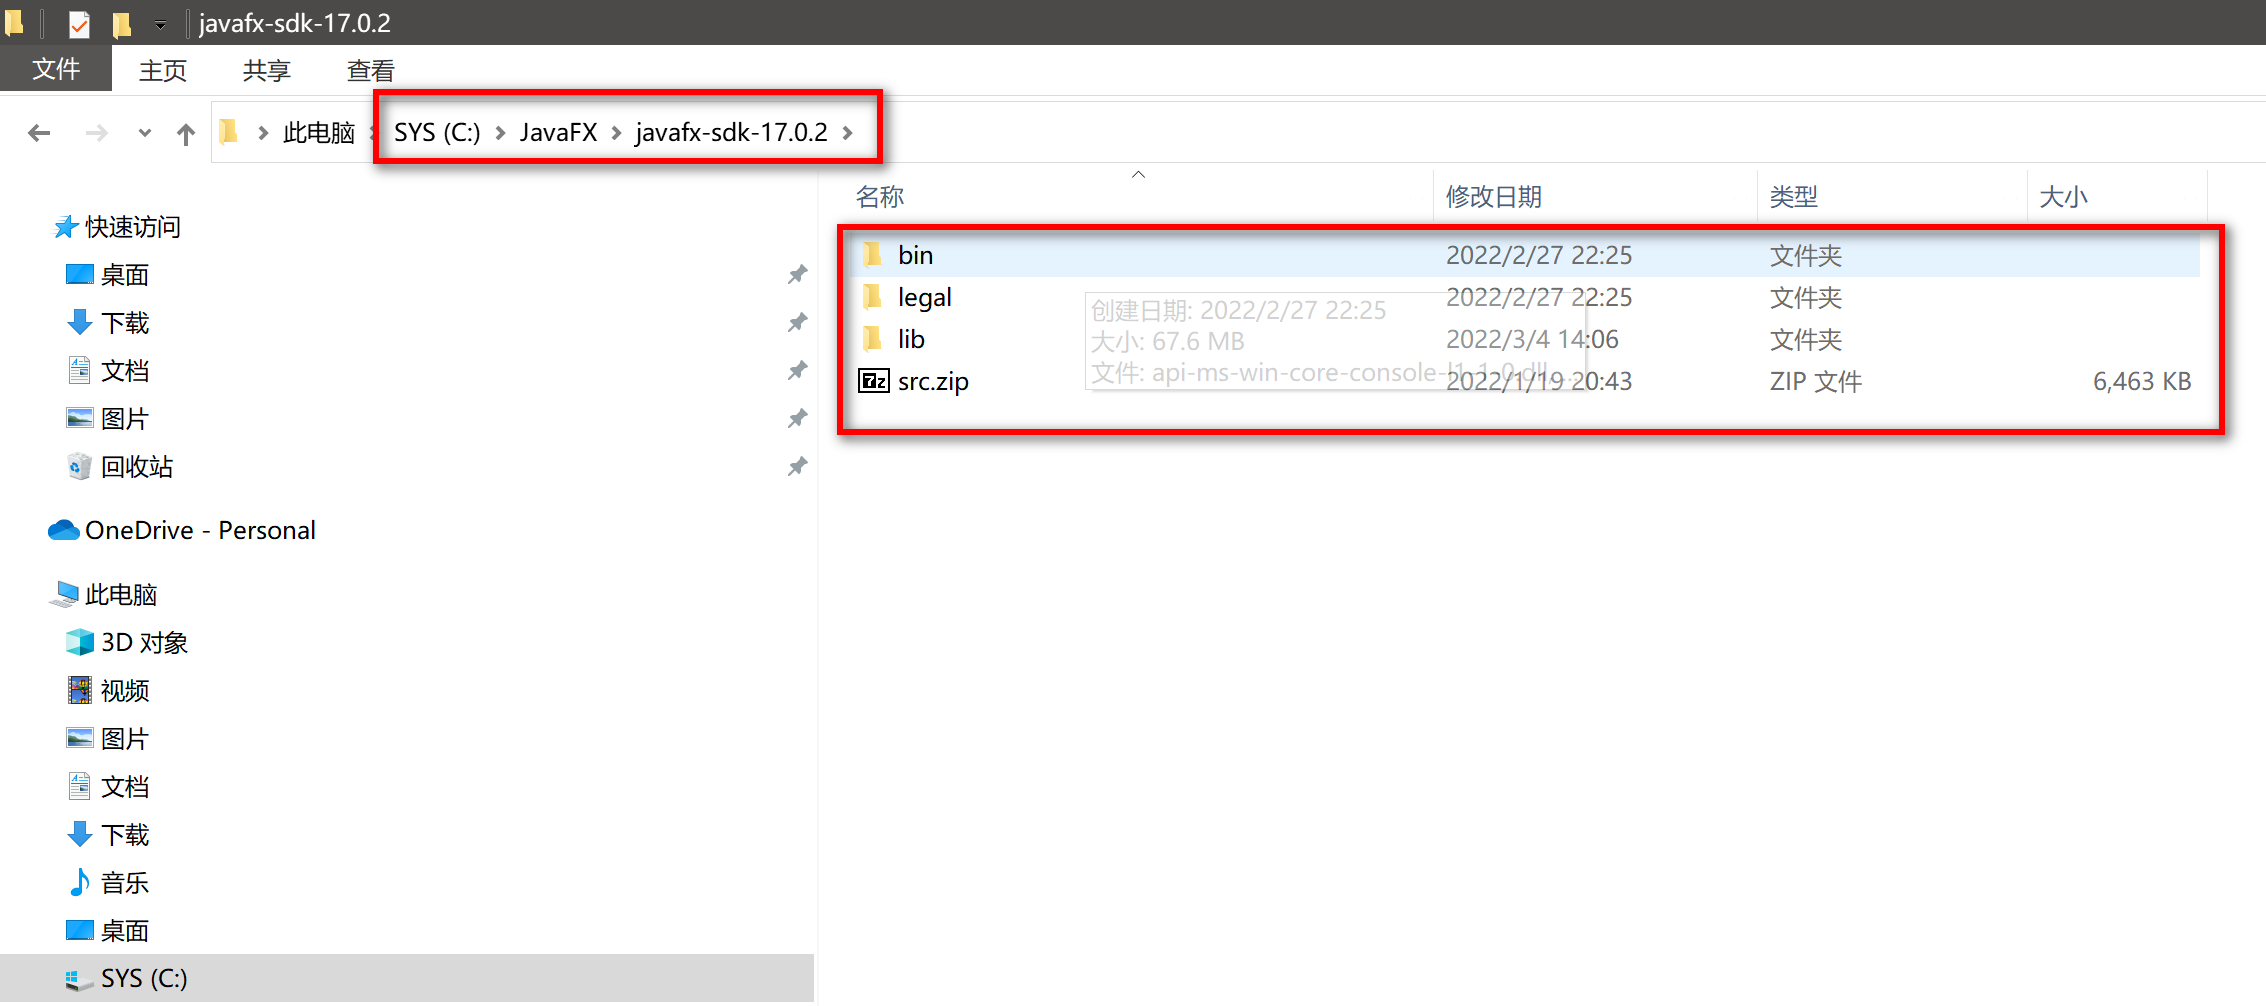 javafx-sdk-17.0.2
文件 主页 共享 查看
此电脑 SYS (C:) JavaFX javafx-sdk-17.0.2
名称 修改日期 类型 大小
bin 2022/2/27 22:25 文件夹
legal 2022/2/27 22:25 文件夹
lib 2022/3/4 14:06 文件夹
src.zip 2022/1/19 20:43 ZIP 文件 6,463 KB
创建日期: 2022/2/27 22:25
大小: 67.6 MB
文件: api-ms-win-core-console-l1-1-0.dll, ...
快速访问
桌面
下载
文档
图片
回收站
OneDrive - Personal
此电脑
3D 对象
视频
图片
文档
下载
音乐
桌面
SYS (C:)